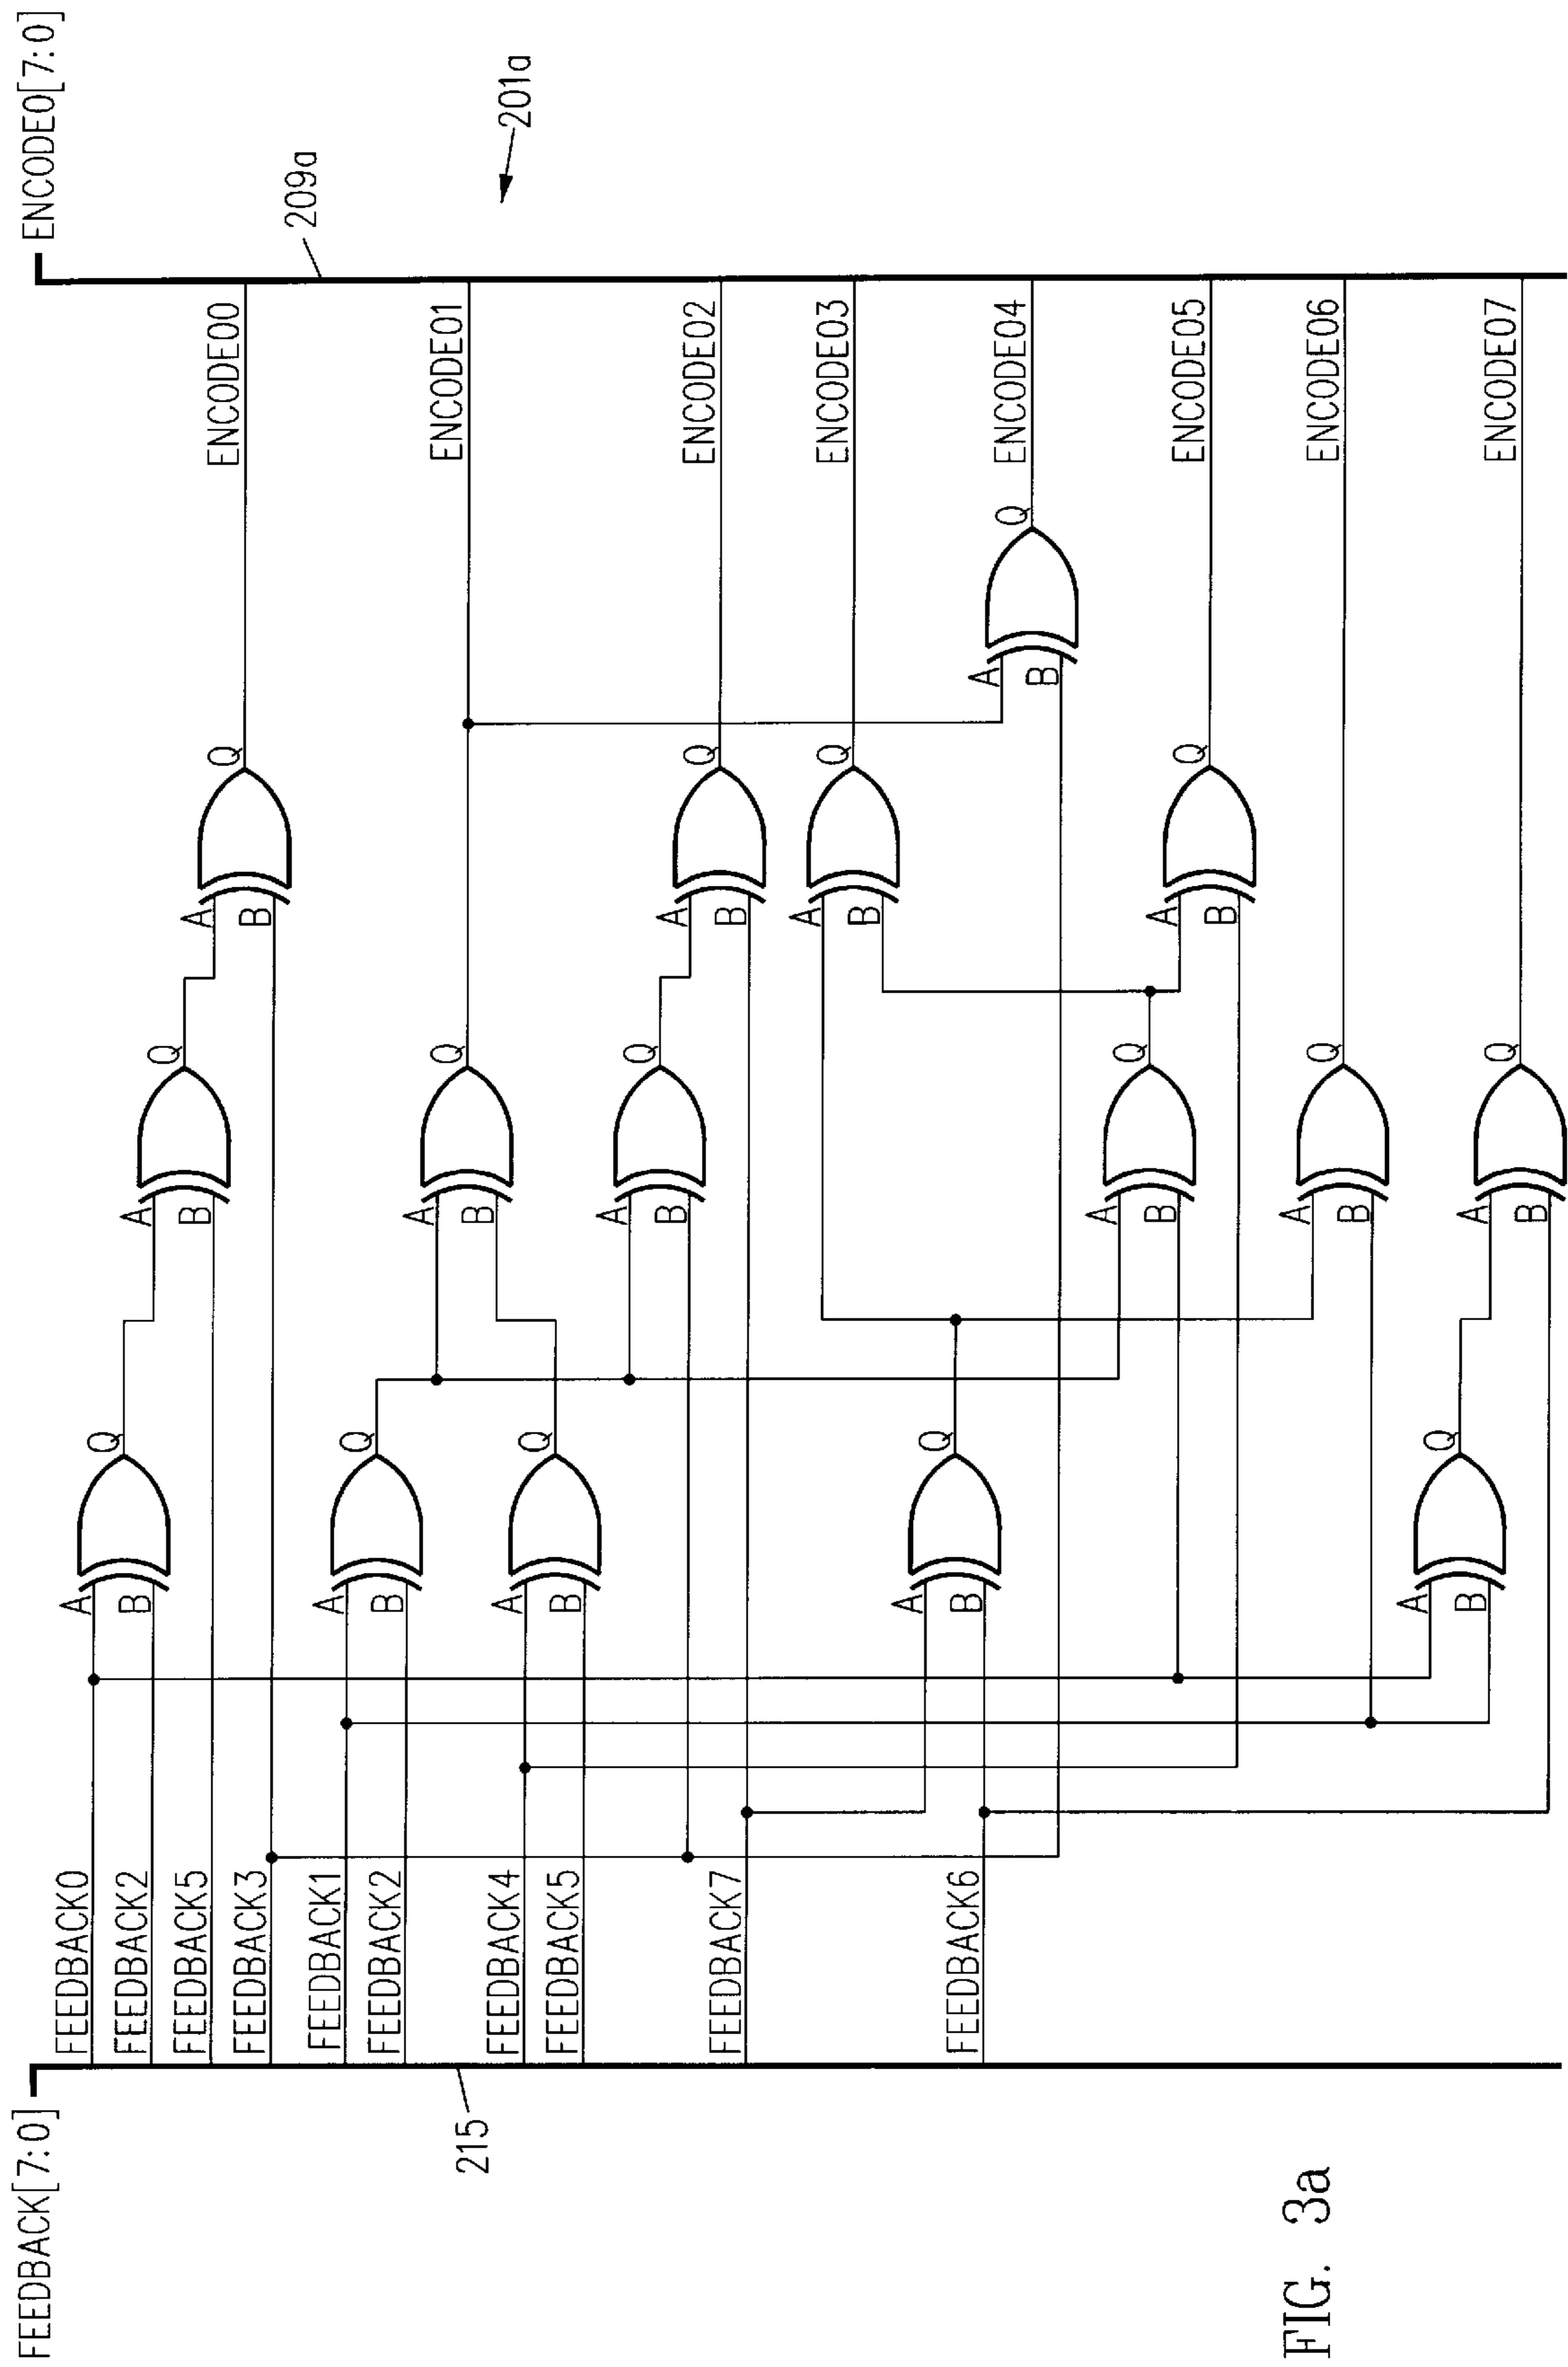 FEEDBACK[7:0]
ENCODE0[7:0]
215
209a
201a
FEEDBACK0
FEEDBACK2
FEEDBACK5
FEEDBACK3
FEEDBACK1
FEEDBACK2
FEEDBACK4
FEEDBACK5
FEEDBACK7
FEEDBACK6
A
B
Q
A
B
Q
A
B
Q
A
B
Q
A
B
Q
A
B
Q
A
B
Q
A
B
Q
A
B
Q
A
B
Q
A
B
Q
A
B
Q
A
B
Q
A
B
Q
A
B
Q
ENCODE00
ENCODE01
ENCODE02
ENCODE03
ENCODE04
ENCODE05
ENCODE06
ENCODE07
FIG. 3a